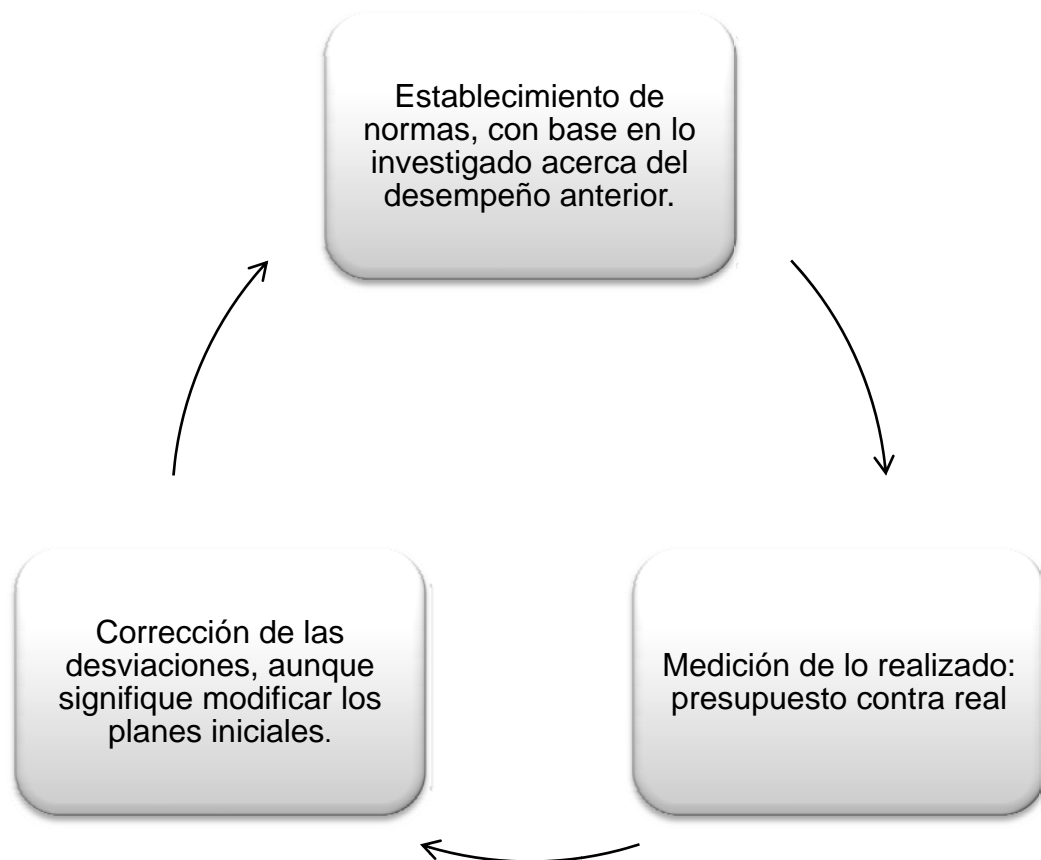 Establecimiento de
normas, con base en lo
investigado acerca del
desempeño anterior.
Medición de lo realizado:
presupuesto contra real
Corrección de las
desviaciones, aunque
signifique modificar los
planes iniciales.